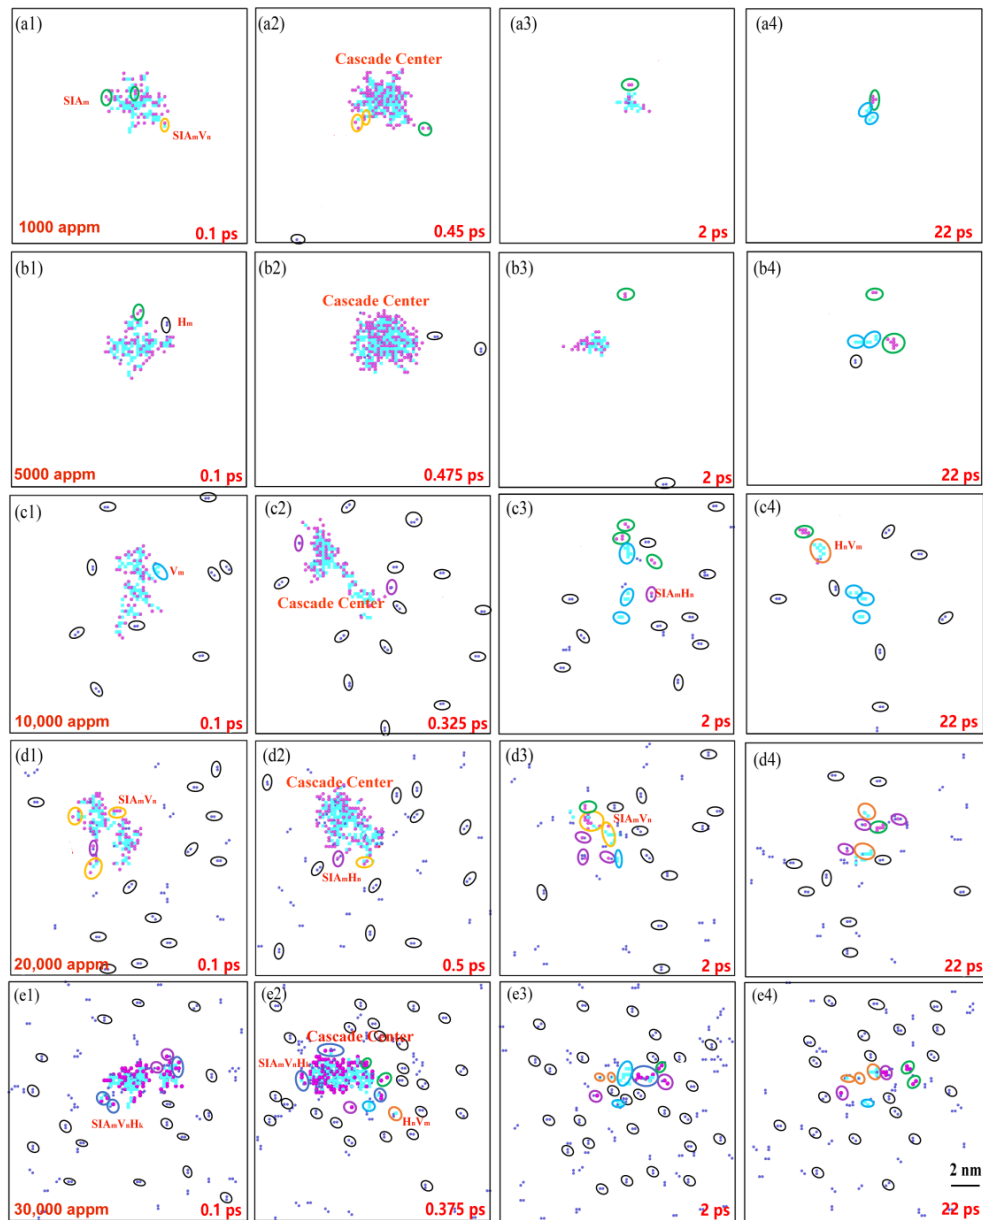 (a1)
SIAm
SIAmVn
1000 appm
0.1 ps
(a2)
Cascade Center
0.45 ps
(a3)
2 ps
(a4)
22 ps
(b1)
Hm
5000 appm
0.1 ps
(b2)
Cascade Center
0.475 ps
(b3)
2 ps
(b4)
22 ps
(c1)
Vm
10,000 appm
0.1 ps
(c2)
Cascade Center
0.325 ps
(c3)
SIAmHn
2 ps
(c4)
HnVm
22 ps
(d1)
SIAmVn
20,000 appm
0.1 ps
(d2)
Cascade Center
SIAmHn
0.5 ps
(d3)
SIAmVn
2 ps
(d4)
22 ps
(e1)
SIAmVnHk
30,000 appm
0.1 ps
(e2)
Cascade Center
SIAmVnHk
HnVm
0.375 ps
(e3)
2 ps
(e4)
2 nm
22 ps